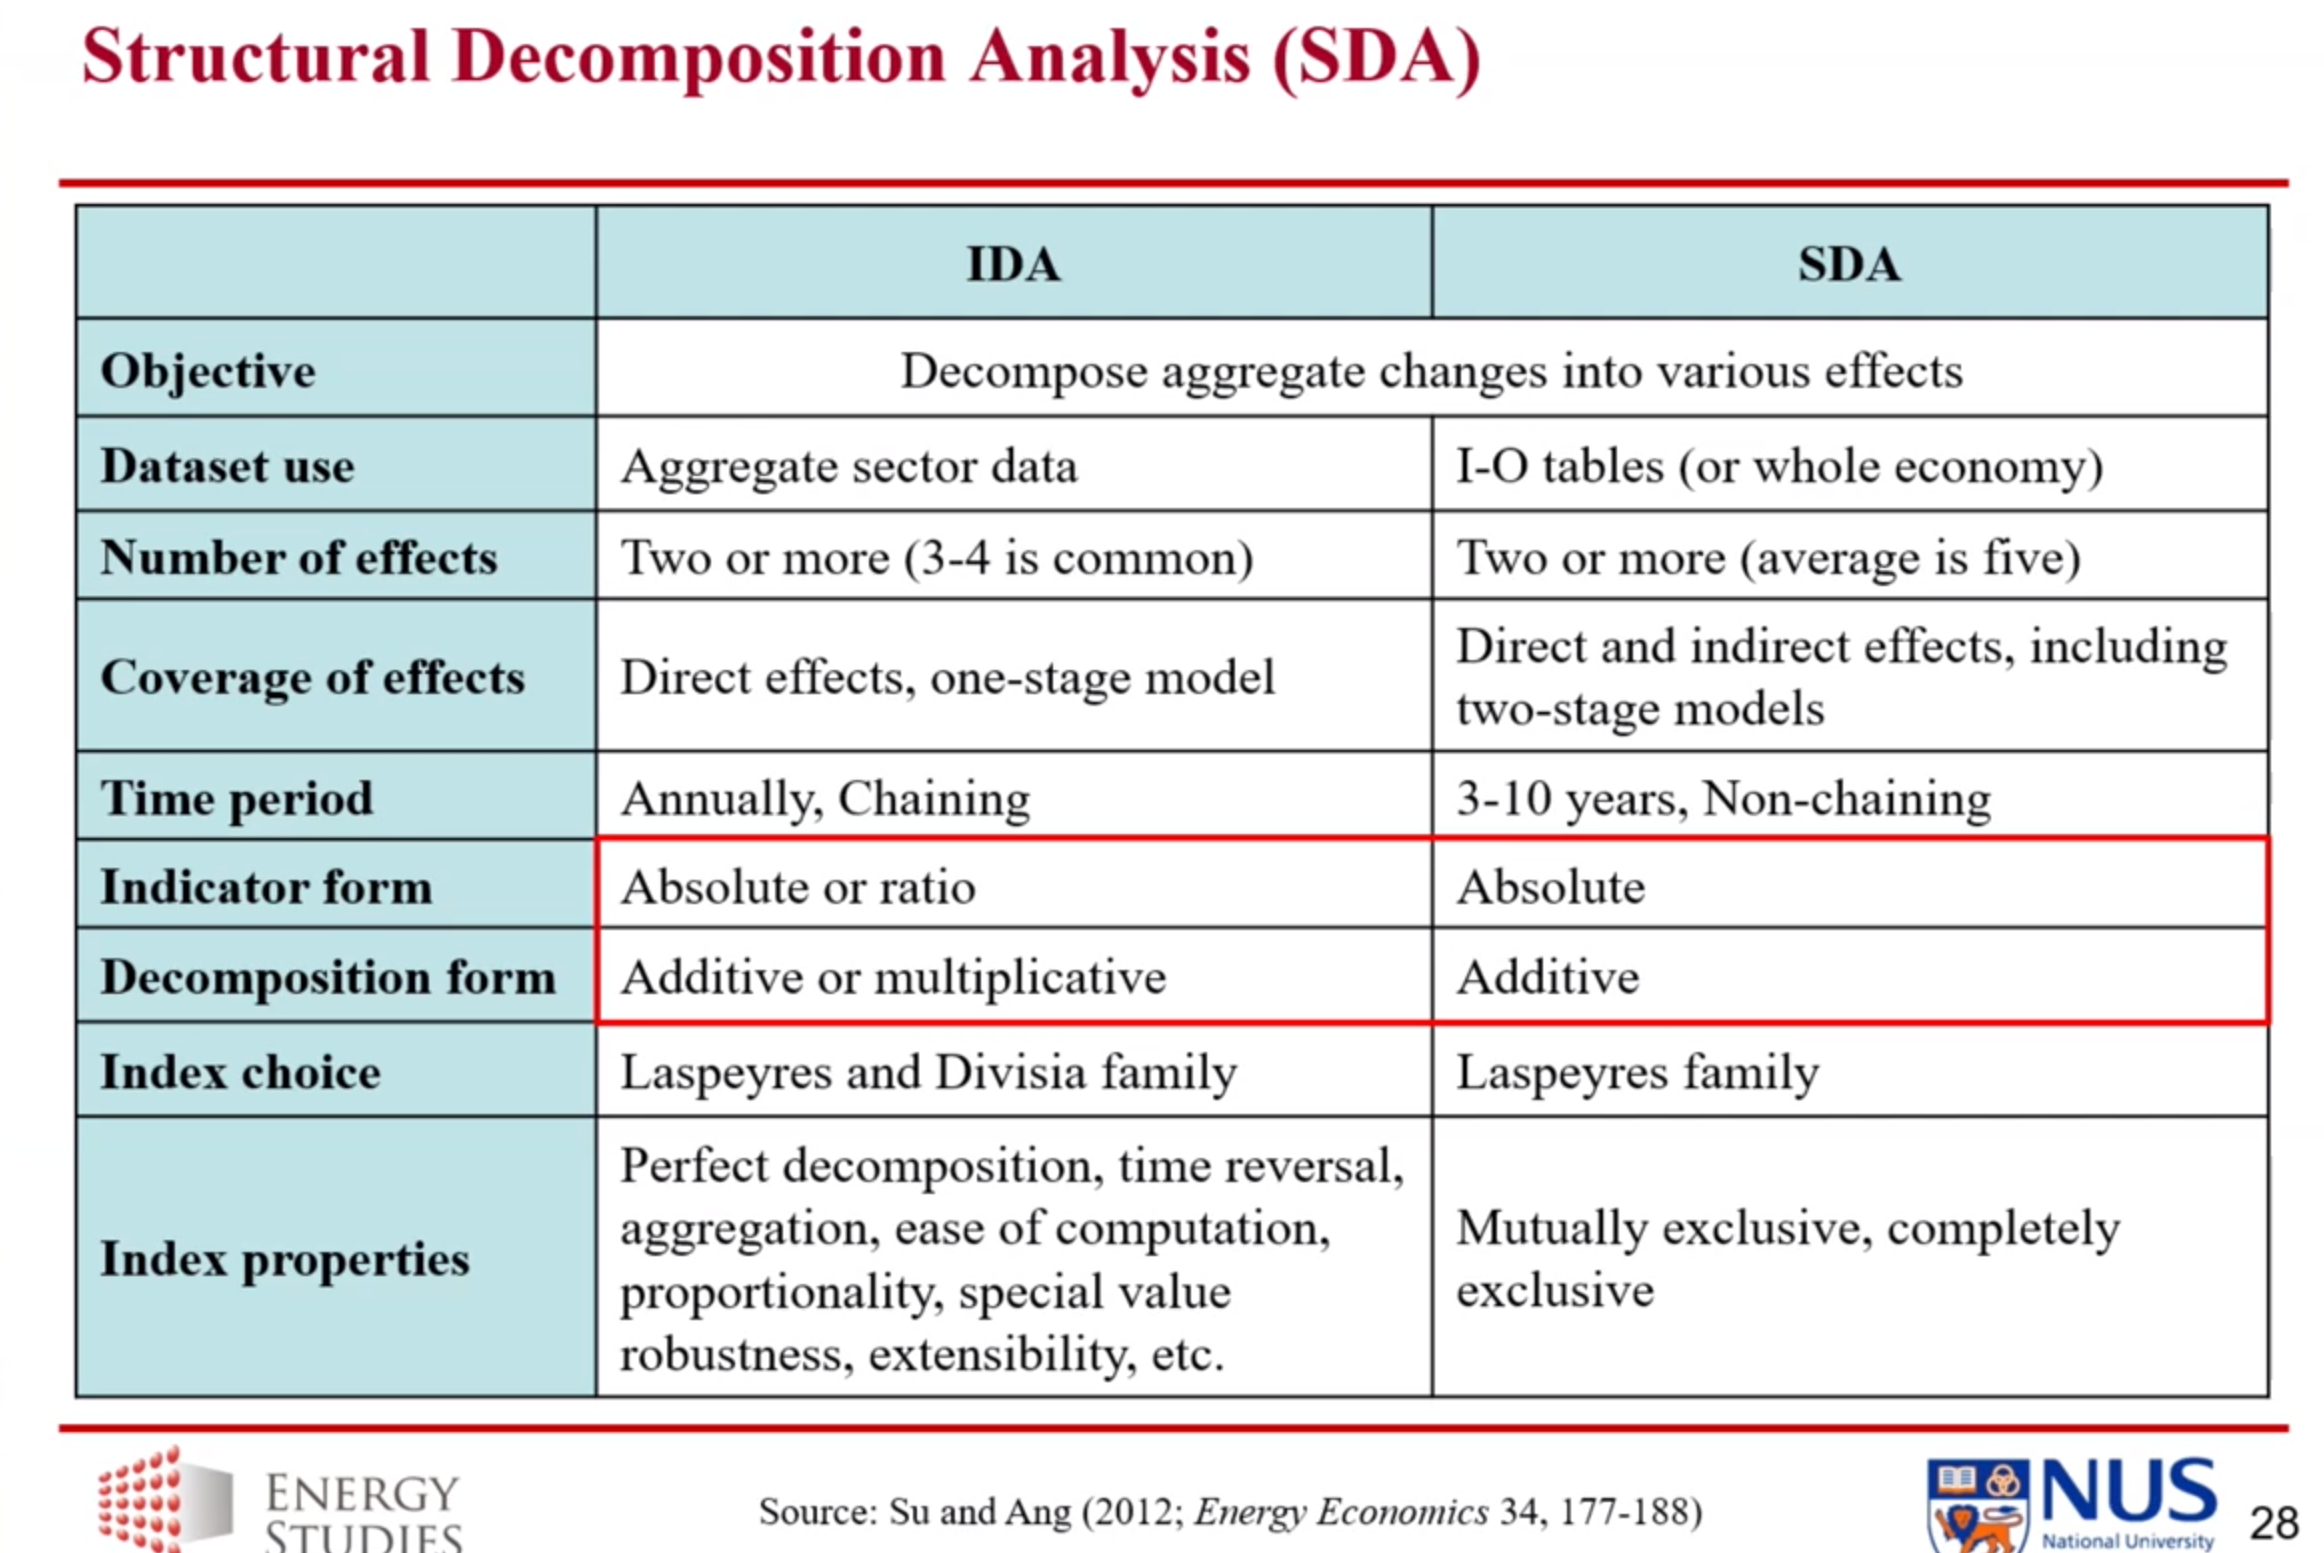 Structural Decomposition Analysis (SDA)
IDA
SDA
Objective
Decompose aggregate changes into various effects
Dataset use
Aggregate sector data
I-O tables (or whole economy)
Number of effects
Two or more (3-4 is common)
Two or more (average is five)
Coverage of effects
Direct effects, one-stage model
Direct and indirect effects, including
two-stage models
Time period
Annually, Chaining
3-10 years, Non-chaining
Indicator form
Absolute or ratio
Absolute
Decomposition form
Additive or multiplicative
Additive
Index choice
Laspeyres and Divisia family
Laspeyres family
Index properties
Perfect decomposition, time reversal,
aggregation, ease of computation,
proportionality, special value
robustness, extensibility, etc.
Mutually exclusive, completely
exclusive
ENERGY
STUDIES
Source: Su and Ang (2012; Energy Economics 34, 177-188)
NUS
National University
28